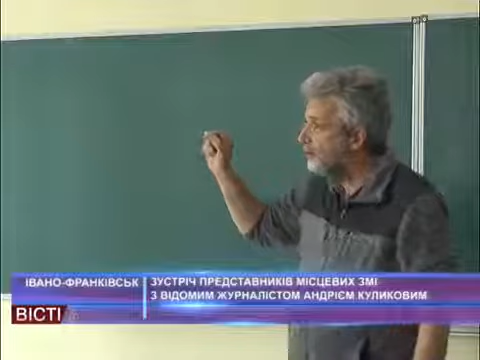 ІВАНО-ФРАНКІВСЬК
ЗУСТРІЧ ПРЕДСТАВНИКІВ МІСЦЕВИХ ЗМІ
З ВІДОМИМ ЖУРНАЛІСТОМ АНДРІЄМ КУЛИКОВИМ
ВІСТІ